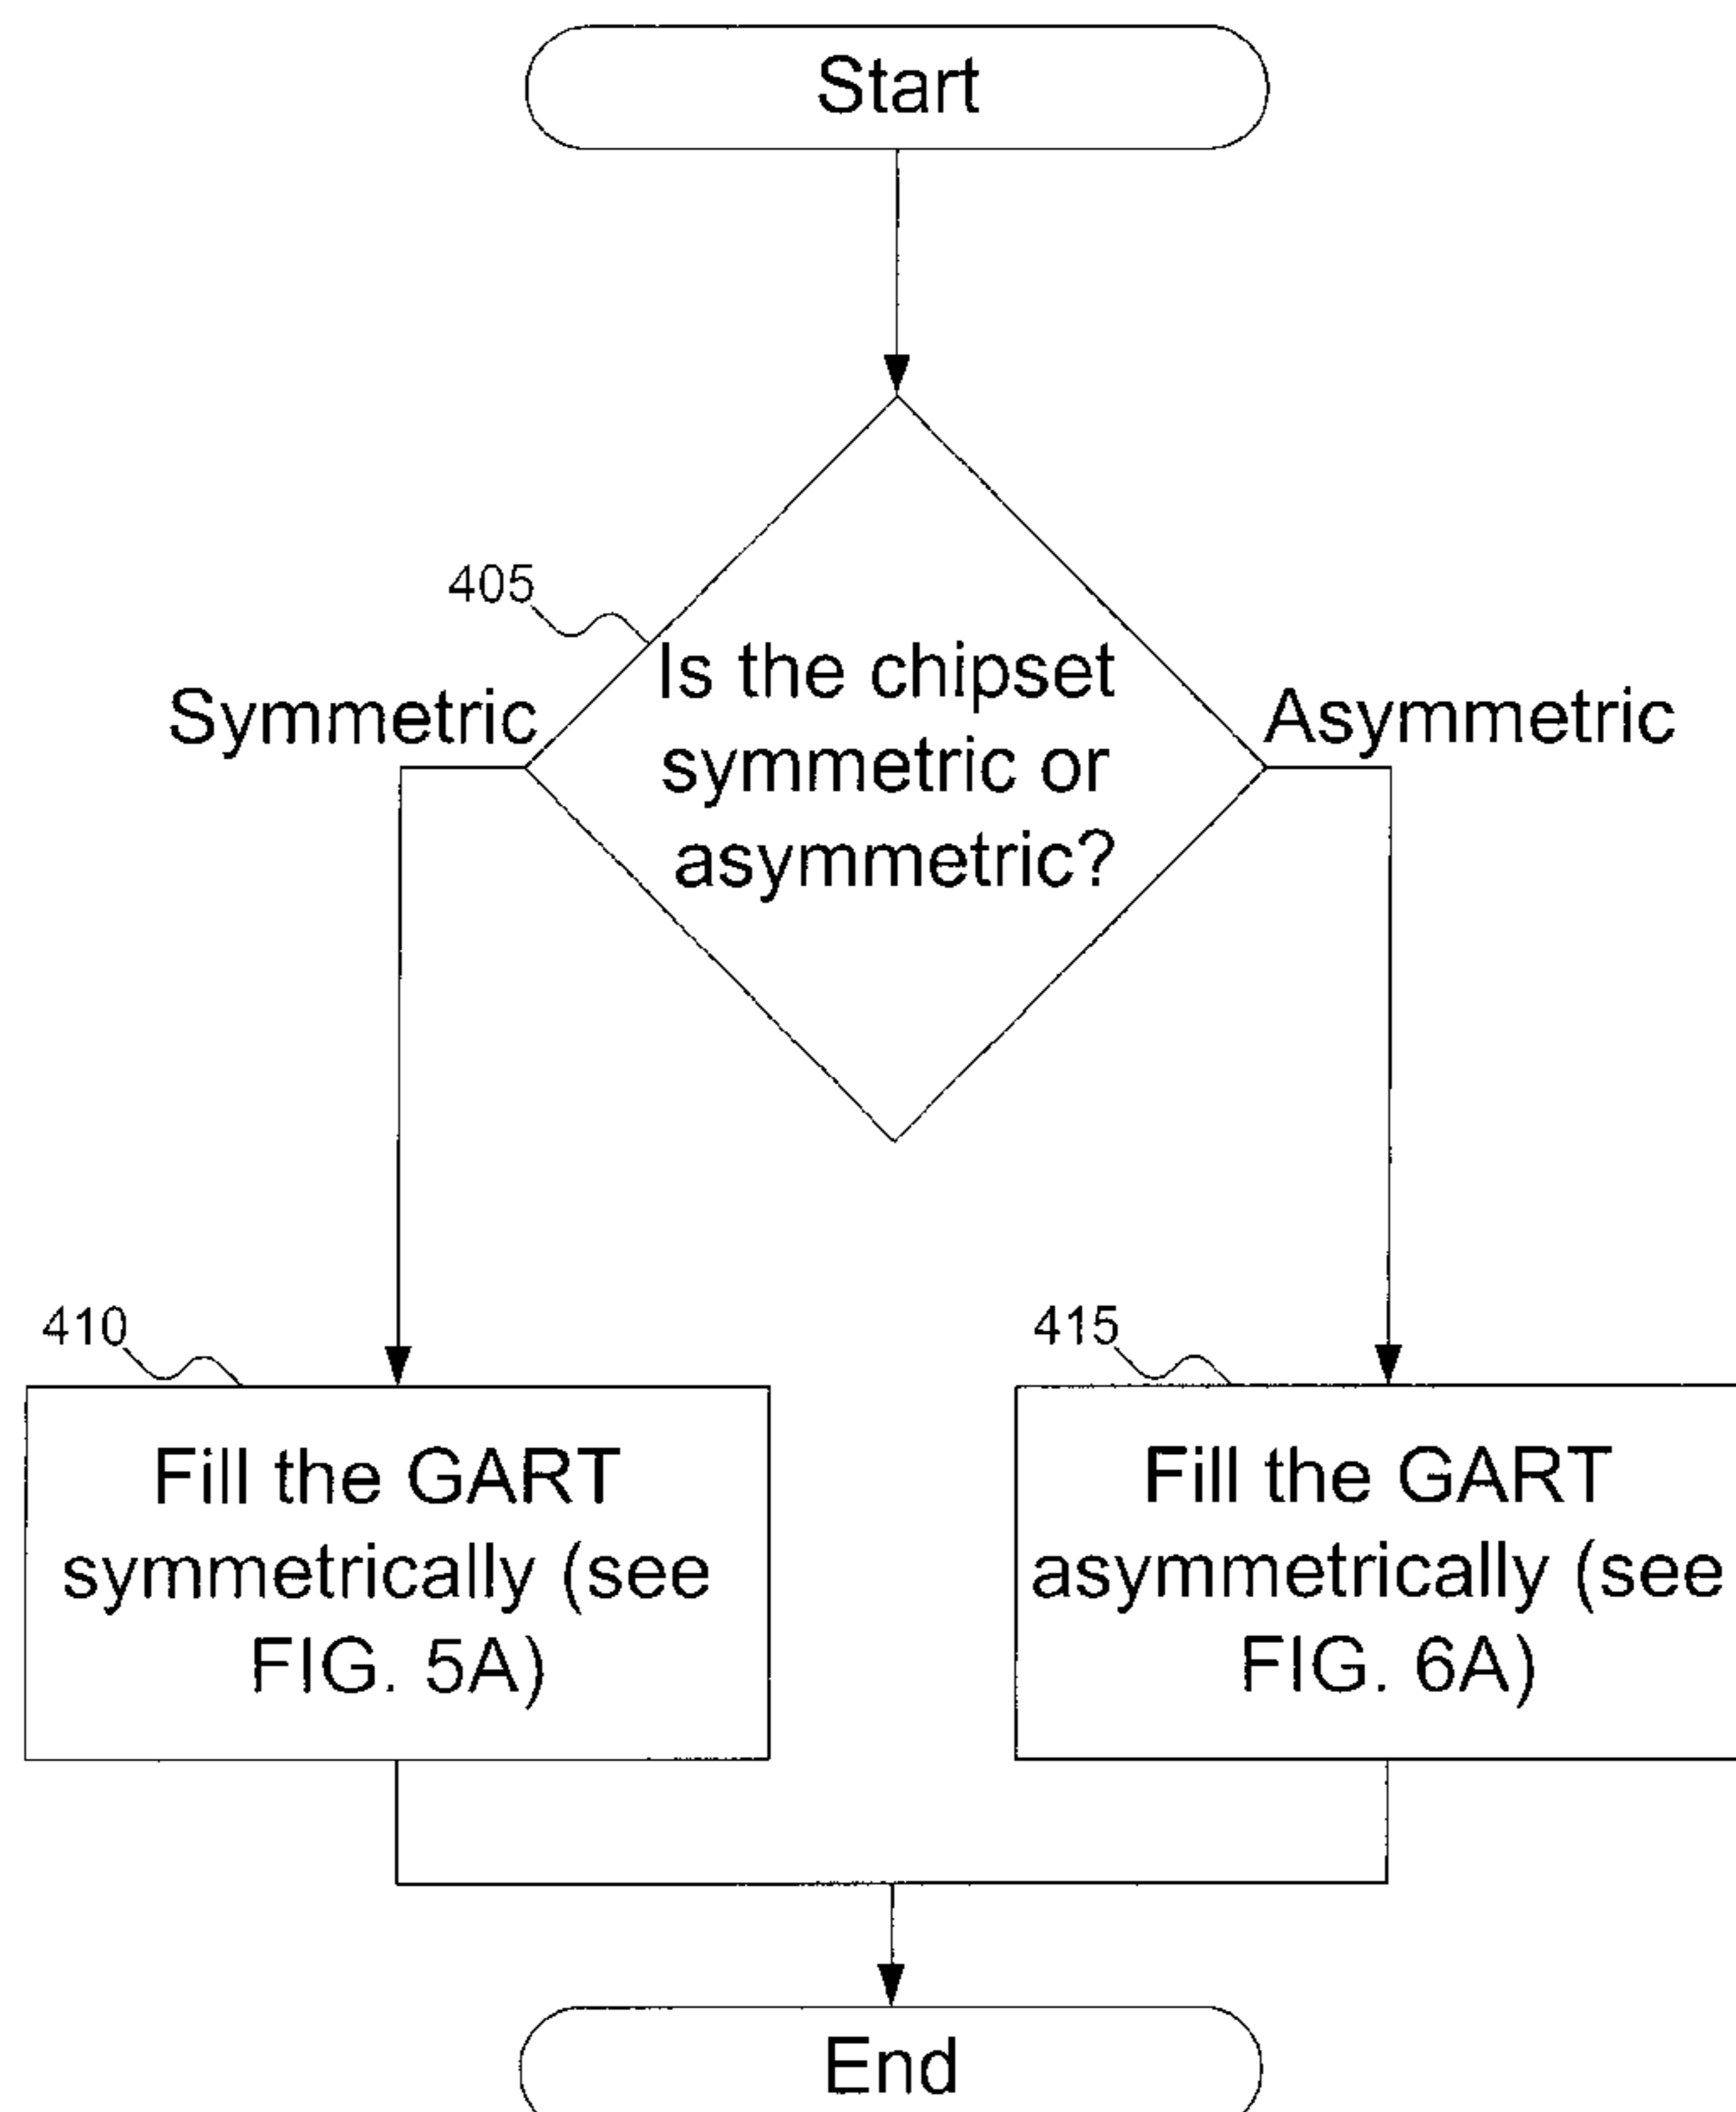 Start
405
Is the chipset
symmetric or
asymmetric?
Symmetric
Asymmetric
410
Fill the GART
symmetrically (see
FIG. 5A)
415
Fill the GART
asymmetrically (see
FIG. 6A)
End